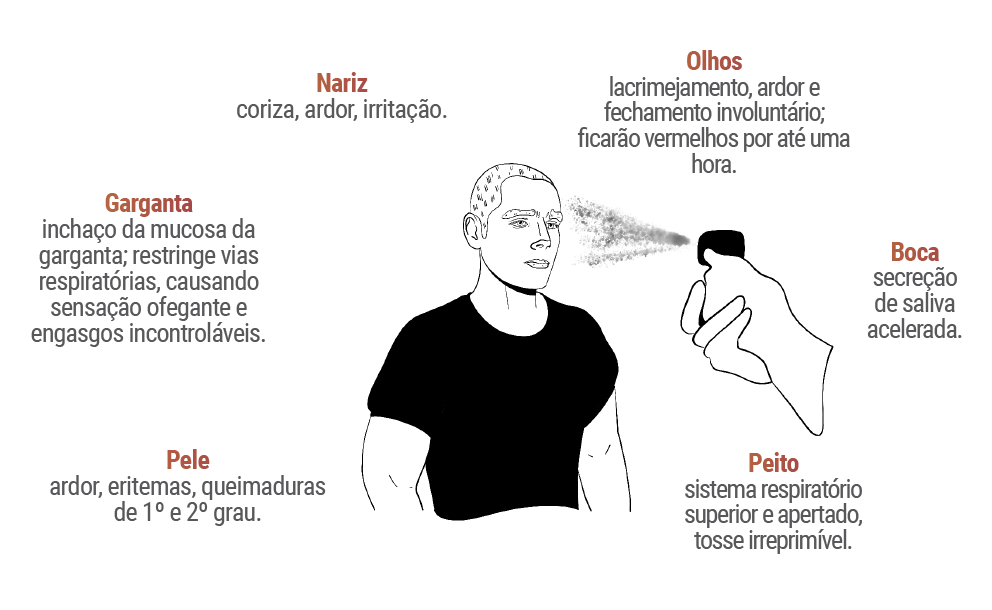 Nariz
coriza, ardor, irritação.
Olhos
lacrimejamento, ardor e
fechamento involuntário;
ficarão vermelhos por até uma
hora.
Garganta
inchaço da mucosa da
garganta; restringe vias
respiratórias, causando
sensação ofegante e
engasgos incontroláveis.
Boca
secreção
de saliva
acelerada.
Pele
ardor, eritemas, queimaduras
de 1º e 2º grau.
Peito
sistema respiratório
superior e apertado,
tosse irreprimível.